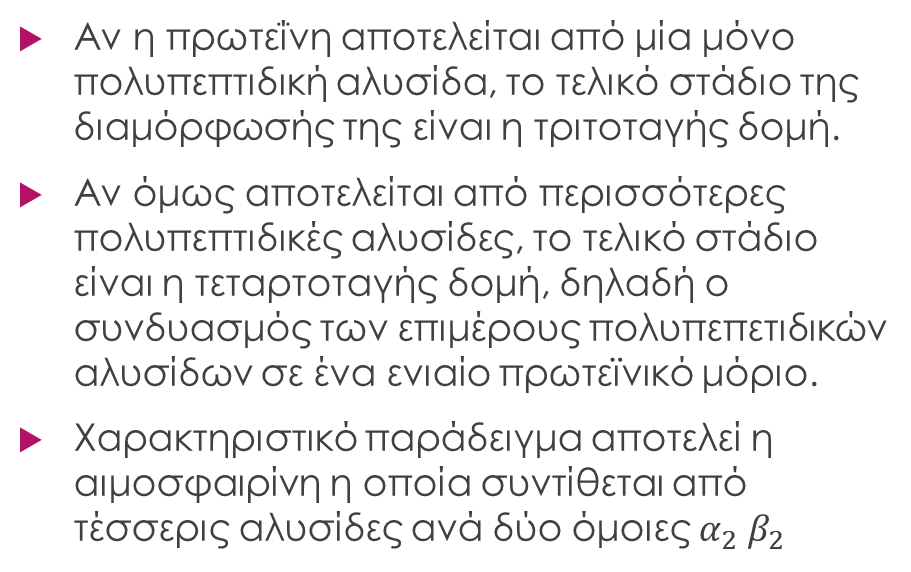 Αν η πρωτεΐνη αποτελείται από μία μόνο
πολυπεπτιδική αλυσίδα, το τελικό στάδιο της
διαμόρφωσής της είναι η τριτοταγής δομή.
Αν όμως αποτελείται από περισσότερες
πολυπεπτιδικές αλυσίδες, το τελικό στάδιο
είναι η τεταρτοταγής δομή, δηλαδή ο
συνδυασμός των επιμέρους πολυπεπετιδικών
αλυσίδων σε ένα ενιαίο πρωτεϊνικό μόριο.
Χαρακτηριστικό παράδειγμα αποτελεί η
αιμοσφαιρίνη η οποία συντίθεται από
τέσσερις αλυσίδες ανά δύο όμοιες α₂ β₂